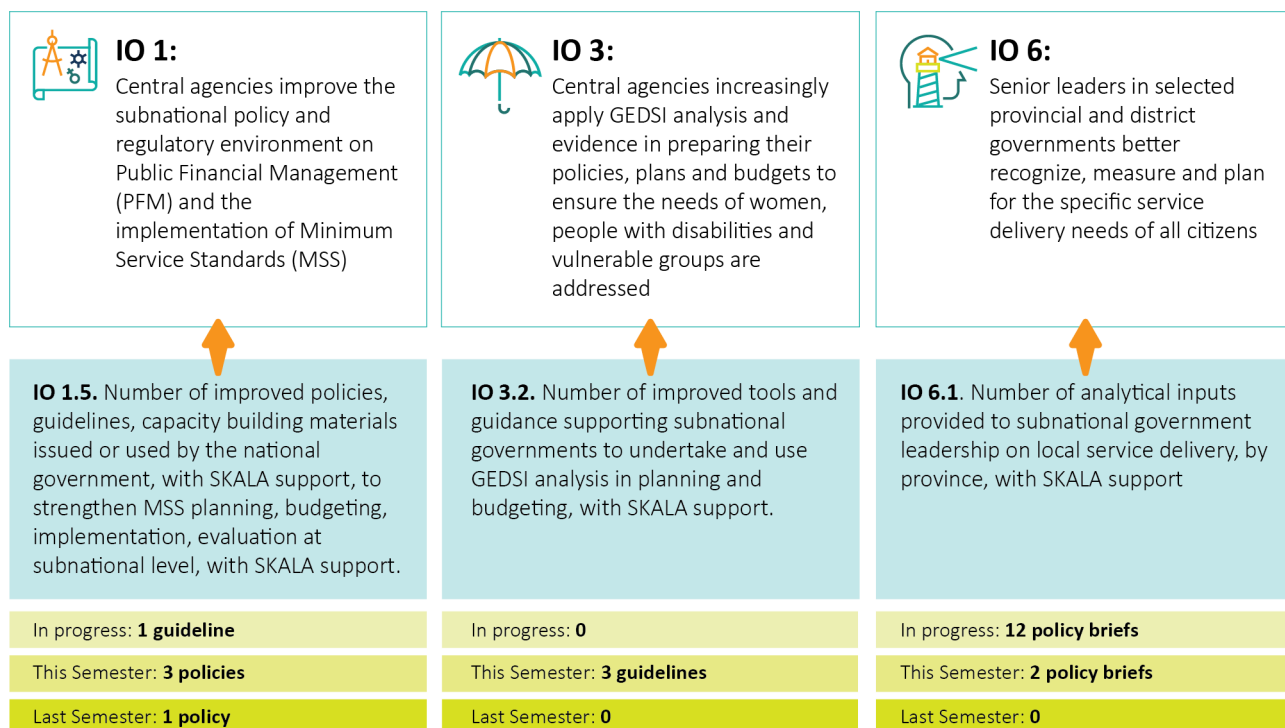 IO 1:
Central agencies improve the
subnational policy and
regulatory environment on
Public Financial Management
(PFM) and the
implementation of Minimum
Service Standards (MSS)
IO 3:
Central agencies increasingly
apply GEDSI analysis and
evidence in preparing their
policies, plans and budgets to
ensure the needs of women,
people with disabilities and
vulnerable groups are
addressed
IO 6:
Senior leaders in selected
provincial and district
governments better
recognize, measure and plan
for the specific service
delivery needs of all citizens
IO 1.5. Number of improved policies,
guidelines, capacity building materials
issued or used by the national
government, with SKALA support, to
strengthen MSS planning, budgeting,
implementation, evaluation at
subnational level, with SKALA support.
IO 3.2. Number of improved tools and
guidance supporting subnational
governments to undertake and use
GEDSI analysis in planning and
budgeting, with SKALA support.
IO 6.1. Number of analytical inputs
provided to subnational government
leadership on local service delivery, by
province, with SKALA support
In progress: 1 guideline
This Semester: 3 policies
Last Semester: 1 policy
In progress: 0
This Semester: 3 guidelines
Last Semester: 0
In progress: 12 policy briefs
This Semester: 2 policy briefs
Last Semester: 0